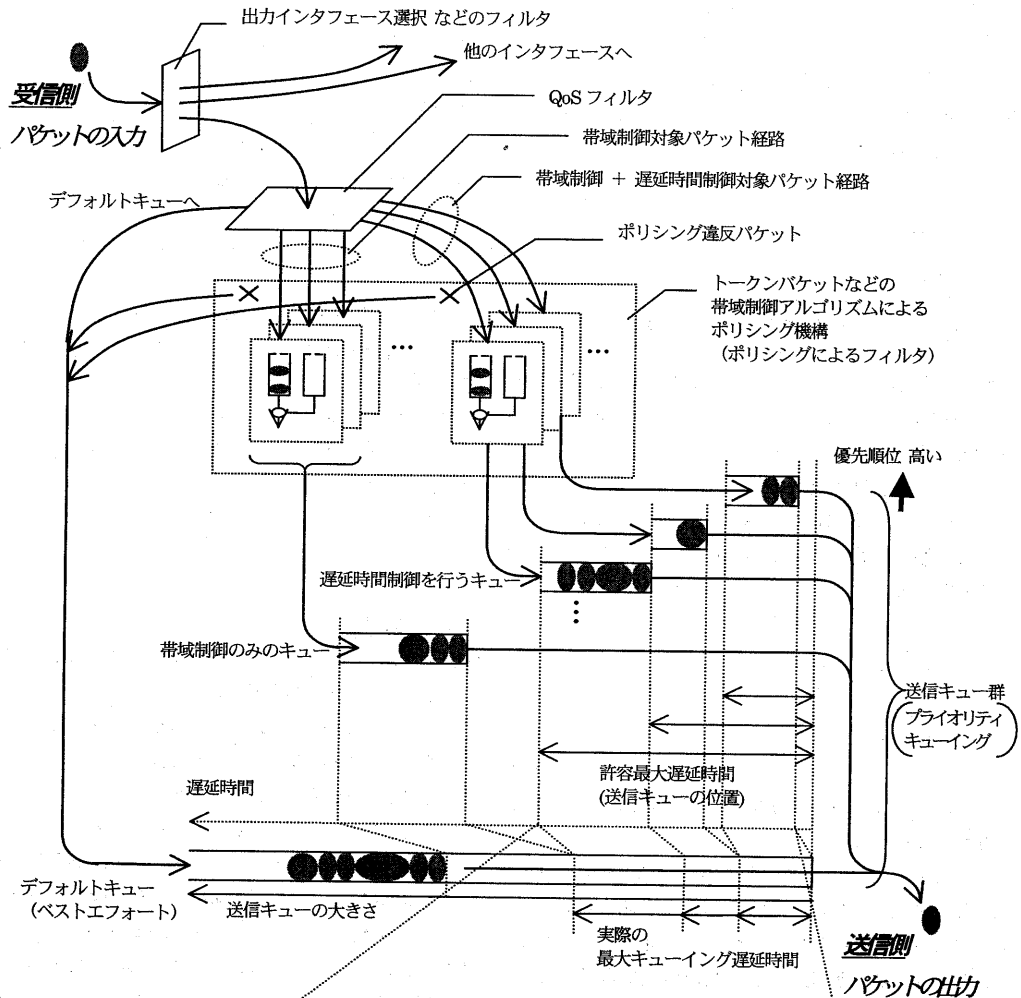 出力インタフェース選択 などのフィルタ
他のインタフェースへ
受信側
パケットの入力
QoS フィルタ
帯域制御対象パケット経路
帯域制御 + 遅延時間制御対象パケット経路
デフォルトキューへ
ポリシング違反パケット
トークンバケットなどの
帯域制御アルゴリズムによる
ポリシング機構
(ポリシングによるフィルタ)
優先順位 高い
遅延時間制御を行うキュー
帯域制御のみのキュー
送信キュー群
(プライオリティ
キューイング)
許容最大遅延時間
(送信キューの位置)
遅延時間
デフォルトキュー
(ベストエフォート)
送信キューの大きさ
実際の
最大キューイング遅延時間
送信側
パケットの出力